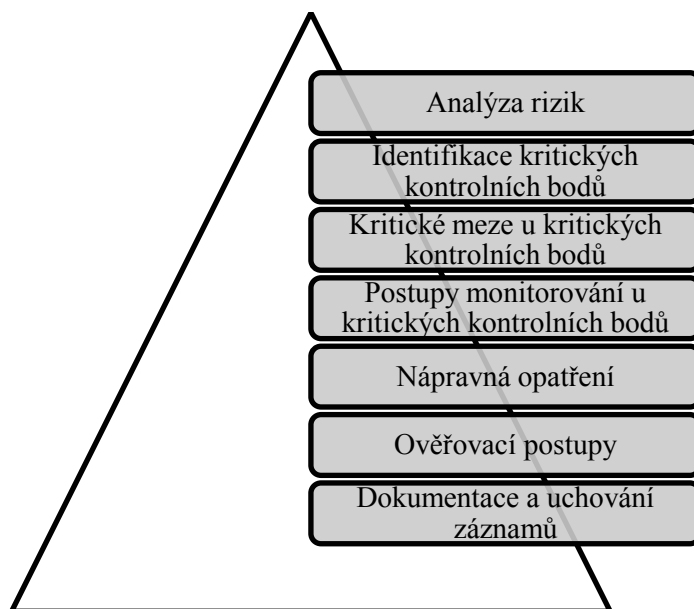 Analýza rizik
Identifikace kritických
kontrolních bodů
Kritické meze u kritických
kontrolních bodů
Postupy monitorování u
kritických kontrolních bodů
Nápravná opatření
Ověřovací postupy
Dokumentace a uchování
záznamů